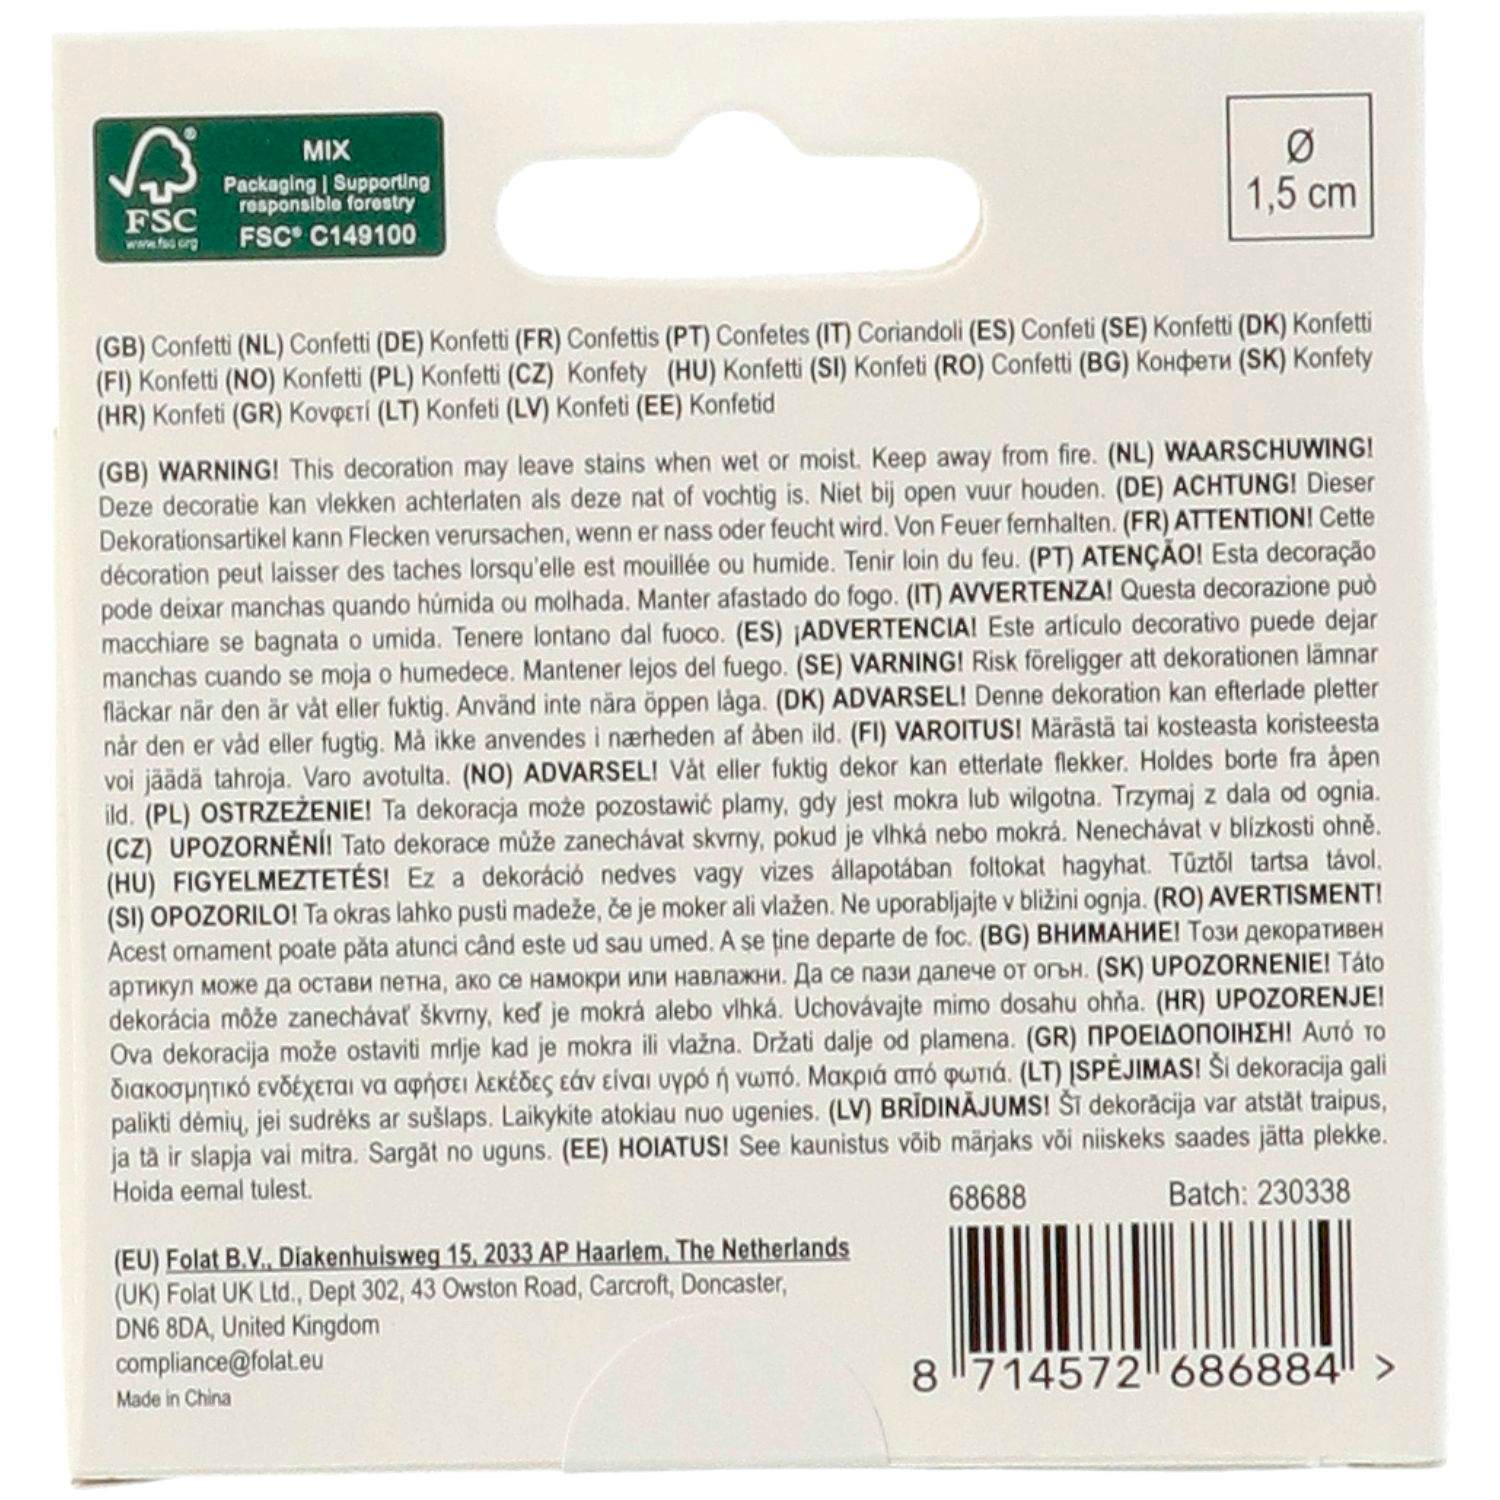 MIX
Packaging | Supporting
responsible forestry
FSC® C149100
FSC
www.fsc.org
®
Ø
1,5 cm
(GB) Confetti (NL) Confetti (DE) Konfetti (FR) Confettis (PT) Confetes (IT) Coriandoli (ES) Confeti (SE) Konfetti (DK) Konfetti
(FI) Konfetti (NO) Konfetti (PL) Konfetti (CZ) Konfety (HU) Konfetti (SI) Konfeti (RO) Confetti (BG) Конфети (SK) Konfety
(HR) Konfeti (GR) Κονφετί (LT) Konfeti (LV) Konfeti (EE) Konfetid
(GB) WARNING! This decoration may leave stains when wet or moist. Keep away from fire. (NL) WAARSCHUWING!
Deze decoratie kan vlekken achterlaten als deze nat of vochtig is. Niet bij open vuur houden. (DE) ACHTUNG! Dieser
Dekorationsartikel kann Flecken verursachen, wenn er nass oder feucht wird. Von Feuer fernhalten. (FR) ATTENTION! Cette
décoration peut laisser des taches lorsqu'elle est mouillée ou humide. Tenir loin du feu. (PT) ATENÇÃO! Esta decoração
pode deixar manchas quando húmida ou molhada. Manter afastado do fogo. (IT) AVVERTENZA! Questa decorazione può
macchiare se bagnata o umida. Tenere lontano dal fuoco. (ES) ¡ADVERTENCIA! Este artículo decorativo puede dejar
manchas cuando se moja o humedece. Mantener lejos del fuego. (SE) VARNING! Risk föreligger att dekorationen lämnar
fläckar när den är våt eller fuktig. Använd inte nära öppen låga. (DK) ADVARSEL! Denne dekoration kan efterlade pletter
når den er våd eller fugtig. Må ikke anvendes i nærheden af åben ild. (FI) VAROITUS! Märästä tai kosteasta koristeesta
voi jäädä tahroja. Varo avotulta. (NO) ADVARSEL! Våt eller fuktig dekor kan etterlate flekker. Holdes borte fra åpen
ild. (PL) OSTRZEŻENIE! Ta dekoracja może pozostawić plamy, gdy jest mokra lub wilgotna. Trzymaj z dala od ognia.
(CZ) UPOZORNĚNÍ! Tato dekorace může zanechávat skvrny, pokud je vlhká nebo mokrá. Nenechávat v blízkosti ohně.
(HU) FIGYELMEZTETÉS! Ez a dekoráció nedves vagy vizes állapotában foltokat hagyhat. Tűztől tartsa távol.
(SI) OPOZORILO! Ta okras lahko pusti madeže, če je moker ali vlažen. Ne uporabljajte v bližini ognja. (RO) AVERTISMENT!
Acest ornament poate păta atunci când este ud sau umed. A se ține departe de foc. (BG) ВНИМАНИЕ! Този декоративен
артикул може да остави петна, ако се намокри или навлажни. Да се пази далече от огън. (SK) UPOZORNENIE! Táto
dekorácia môže zanechávať škvrny, keď je mokrá alebo vlhká. Uchovávajte mimo dosahu ohňa. (HR) UPOZORENJE!
Ova dekoracija može ostaviti mrlje kad je mokra ili vlažna. Držati dalje od plamena. (GR) ΠΡΟΕΙΔΟΠΟΙΗΣΗ! Αυτό το
διακοσμητικό ενδέχεται να αφήσει λεκέδες εάν είναι υγρό ή νωπό. Μακριά από φωτιά. (LT) ĮSPĖJIMAS! Ši dekoracija gali
palikti dėmių, jei sudrėks ar sušlaps. Laikykite atokiau nuo ugenies. (LV) BRĪDINĀJUMS! Šī dekorācija var atstāt traipus,
ja tā ir slapja vai mitra. Sargāt no uguns. (EE) HOIATUS! See kaunistus võib märjaks või niiskeks saades jätta plekke.
Hoida eemal tulest.
68688 Batch: 230338
(EU) Folat B.V., Diakenhuisweg 15, 2033 AP Haarlem, The Netherlands
(UK) Folat UK Ltd., Dept 302, 43 Owston Road, Carcroft, Doncaster,
DN6 8DA, United Kingdom
compliance@folat.eu
Made in China
8 714572 686884 >